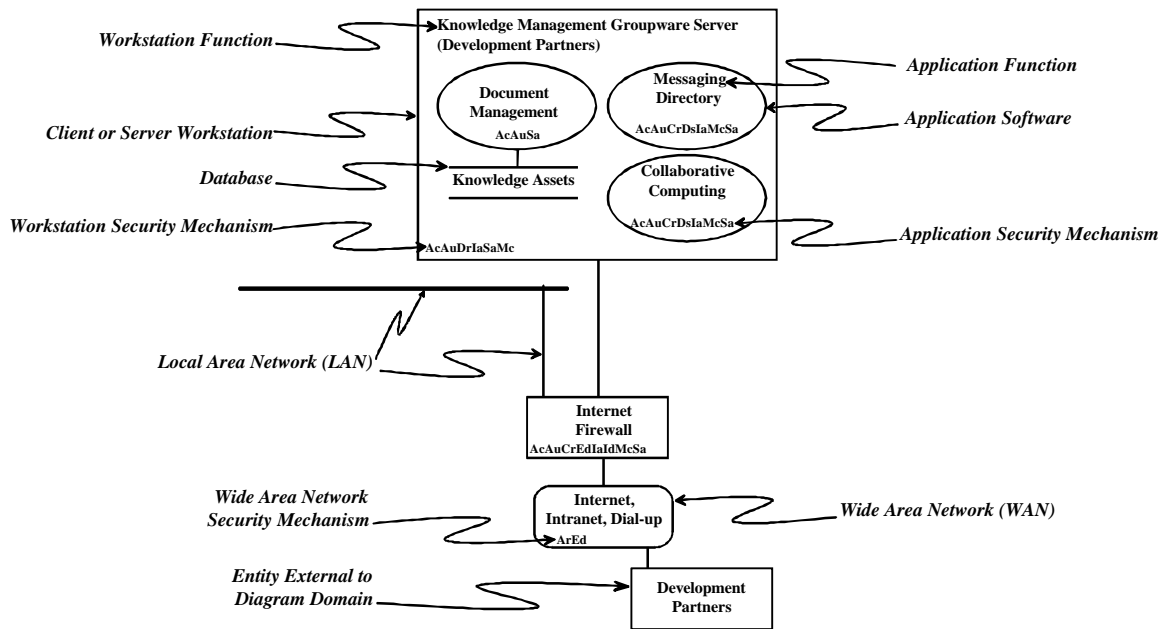 Knowledge Management Groupware Server
(Development Partners)
Workstation Function
Application Function
Messaging
Directory
Document
Management
AcAuSa
AcAuCrDsIaMcSa
Application Software
Client or Server Workstation
Database
Knowledge Assets
Collaborative
Computing
AcAuCrDsIaMcSa
Workstation Security Mechanism
Application Security Mechanism
AcAuDrIaSaMc
Local Area Network (LAN)
Internet
Firewall
AcAuCrEdIaIdMcSa
Wide Area Network
Security Mechanism
Internet,
Intranet, Dial-up
ArEd
Wide Area Network (WAN)
Entity External to
Diagram Domain
Development
Partners